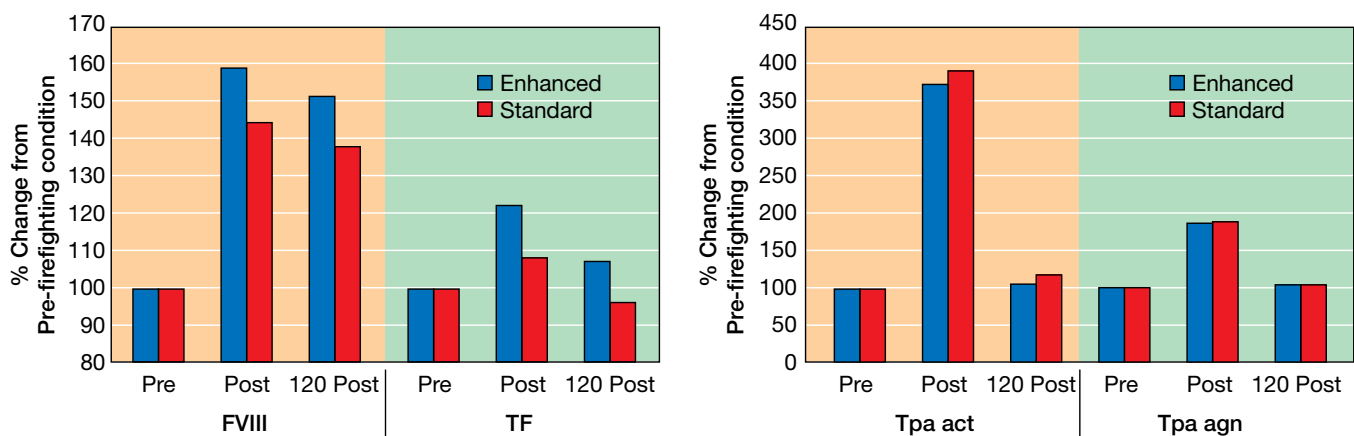 % Change from
Pre-firefighting condition
170
160
150
140
130
120
110
100
90
80
Enhanced
Standard
Pre Post 120 Post Pre Post 120 Post
FVIII TF
% Change from
Pre-firefighting condition
450
400
350
300
250
200
150
100
50
0
Enhanced
Standard
Pre Post 120 Post Pre Post 120 Post
Tpa act Tpa agn